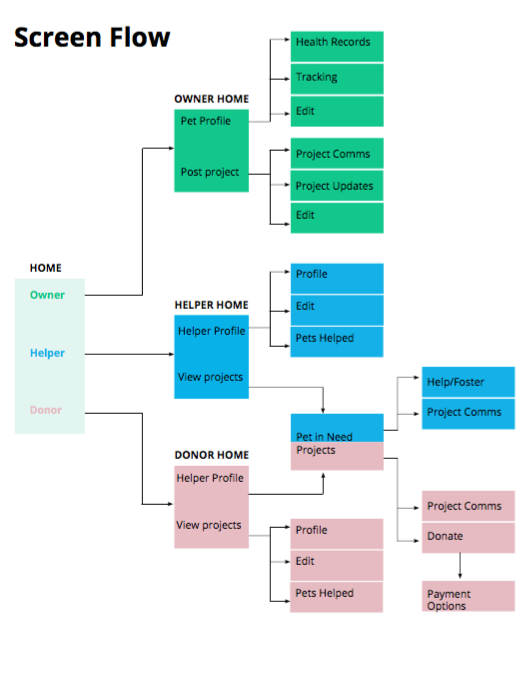 Screen Flow
HOME
Owner
Helper
Donor
OWNER HOME
Pet Profile
Post project
Health Records
Tracking
Edit
Project Comms
Project Updates
Edit
HELPER HOME
Helper Profile
View projects
Profile
Edit
Pets Helped
Pet in Need
Projects
Help/Foster
Project Comms
DONOR HOME
Helper Profile
View projects
Profile
Edit
Pets Helped
Project Comms
Donate
Payment
Options